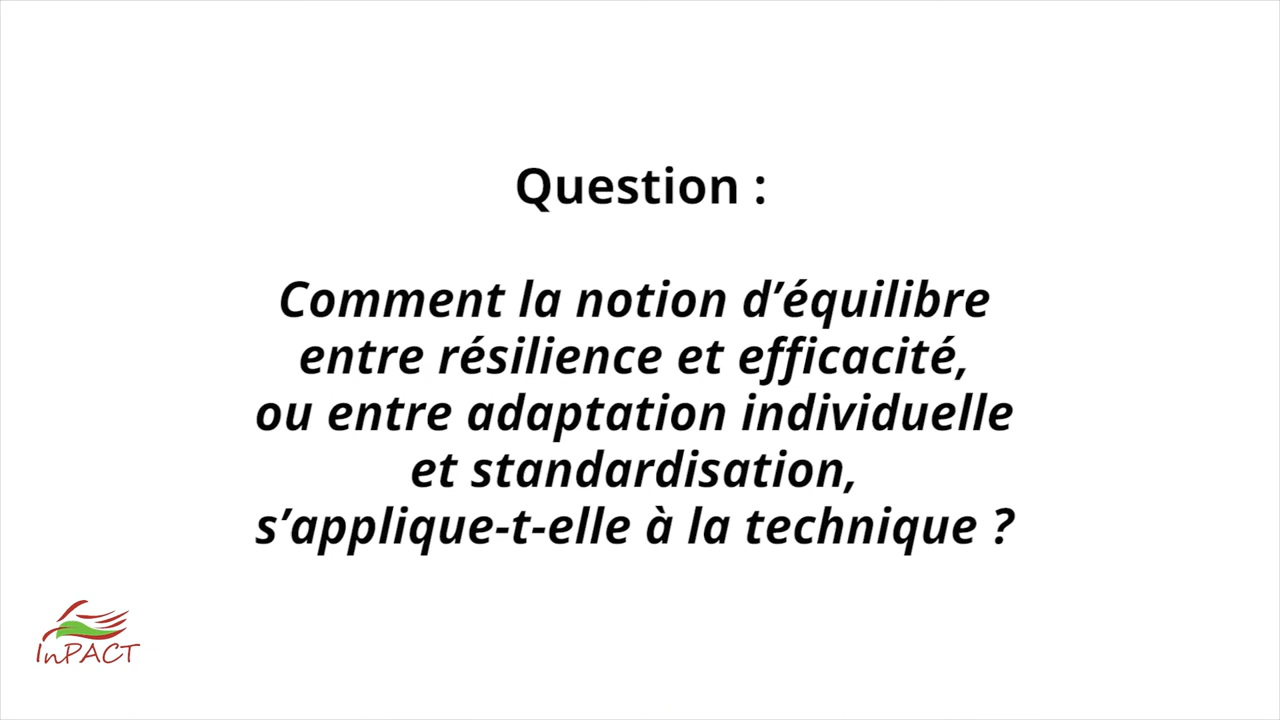 Question :
Comment la notion d’équilibre
entre résilience et efficacité,
ou entre adaptation individuelle
et standardisation,
s’applique-t-elle à la technique ?
InPACT